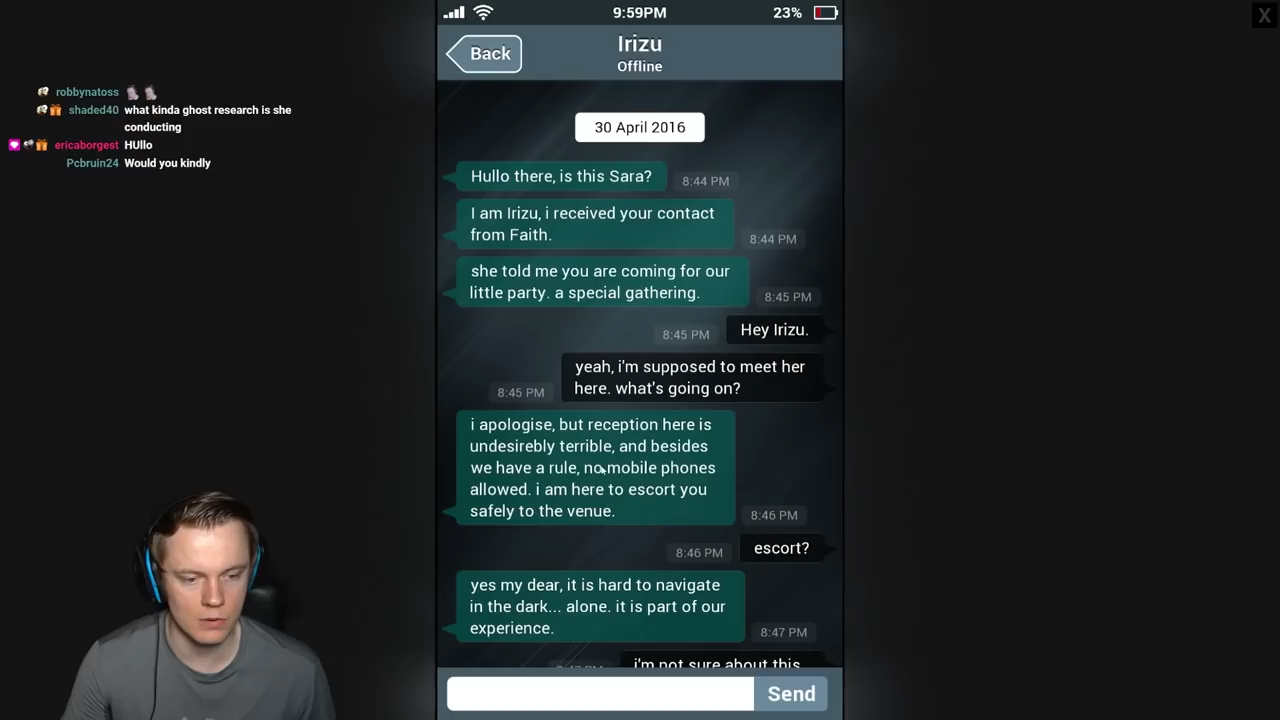 9:59PM
23%
X
Back
Irizu
Offline
robbynatoss
shaded40 what kinda ghost research is she
conducting
ericaborgest HUllo
Pcbruin24 Would you kindly
30 April 2016
Hullo there, is this Sara?
8:44 PM
I am Irizu, i received your contact
from Faith.
8:44 PM
she told me you are coming for our
little party. a special gathering.
8:45 PM
Hey Irizu.
8:45 PM
yeah, i'm supposed to meet her
here. what's going on?
8:45 PM
i apologise, but reception here is
undesirebly terrible, and besides
we have a rule, no mobile phones
allowed. i am here to escort you
safely to the venue.
8:46 PM
escort?
8:46 PM
yes my dear, it is hard to navigate
in the dark... alone. it is part of our
experience.
8:47 PM
i'm not sure about this
8:47 PM
Send